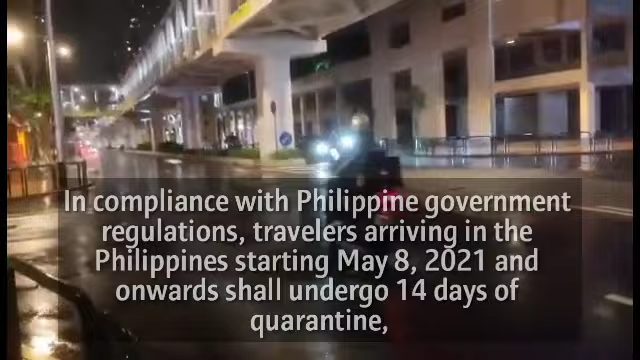 In compliance with Philippine government
regulations, travelers arriving in the
Philippines starting May 8, 2021 and
onwards shall undergo 14 days of
quarantine,